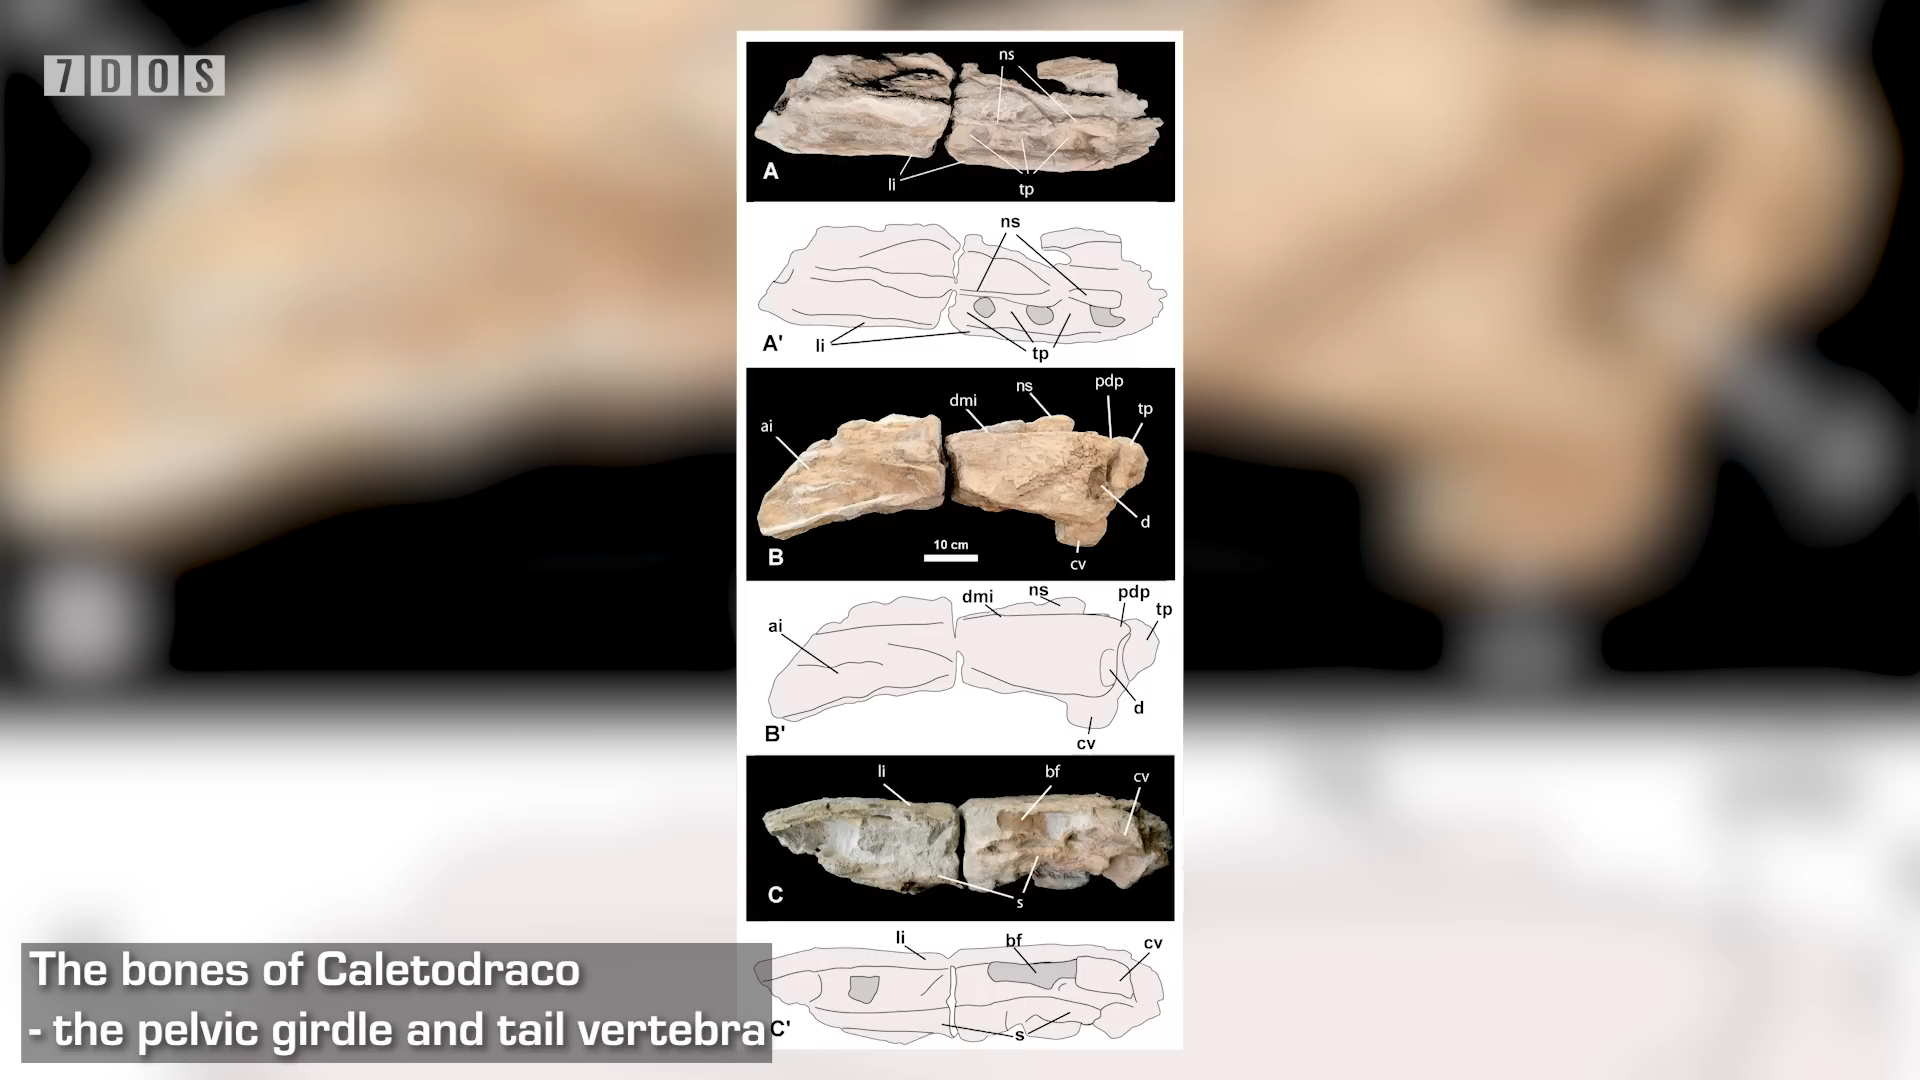 7DOS
ns
A
li
tp
ns
A'
li
tp
ai
dmi
ns
pdp
tp
d
10 cm
B
cv
ai
dmi
ns
pdp
tp
d
B'
cv
li
bf
cv
C
s
li
bf
cv
C'
s
The bones of Caletodraco
- the pelvic girdle and tail vertebra